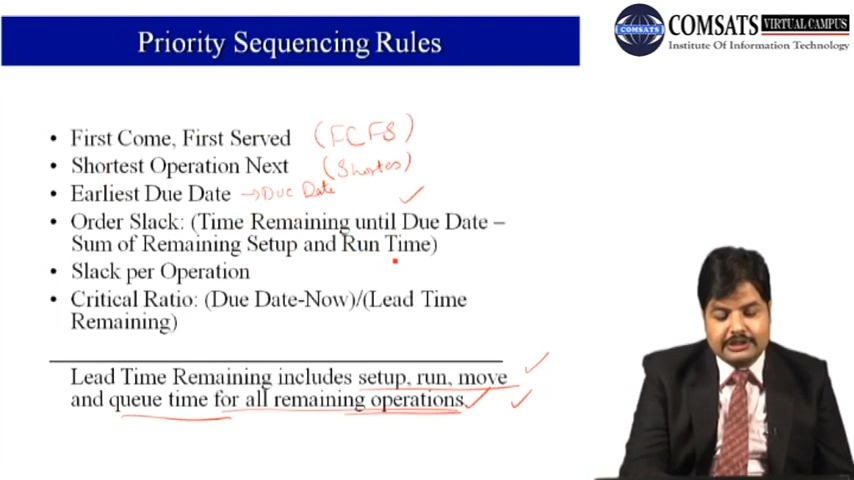 Priority Sequencing Rules
COMSATS
COMSATS VIRTUAL CAMPUS
Institute Of Information Technology
• First Come, First Served (FCFS)
• Shortest Operation Next (Shortes)
• Earliest Due Date → Due Date
• Order Slack: (Time Remaining until Due Date –
Sum of Remaining Setup and Run Time)
• Slack per Operation
• Critical Ratio: (Due Date-Now)/(Lead Time
Remaining)
Lead Time Remaining includes setup, run, move
and queue time for all remaining operations